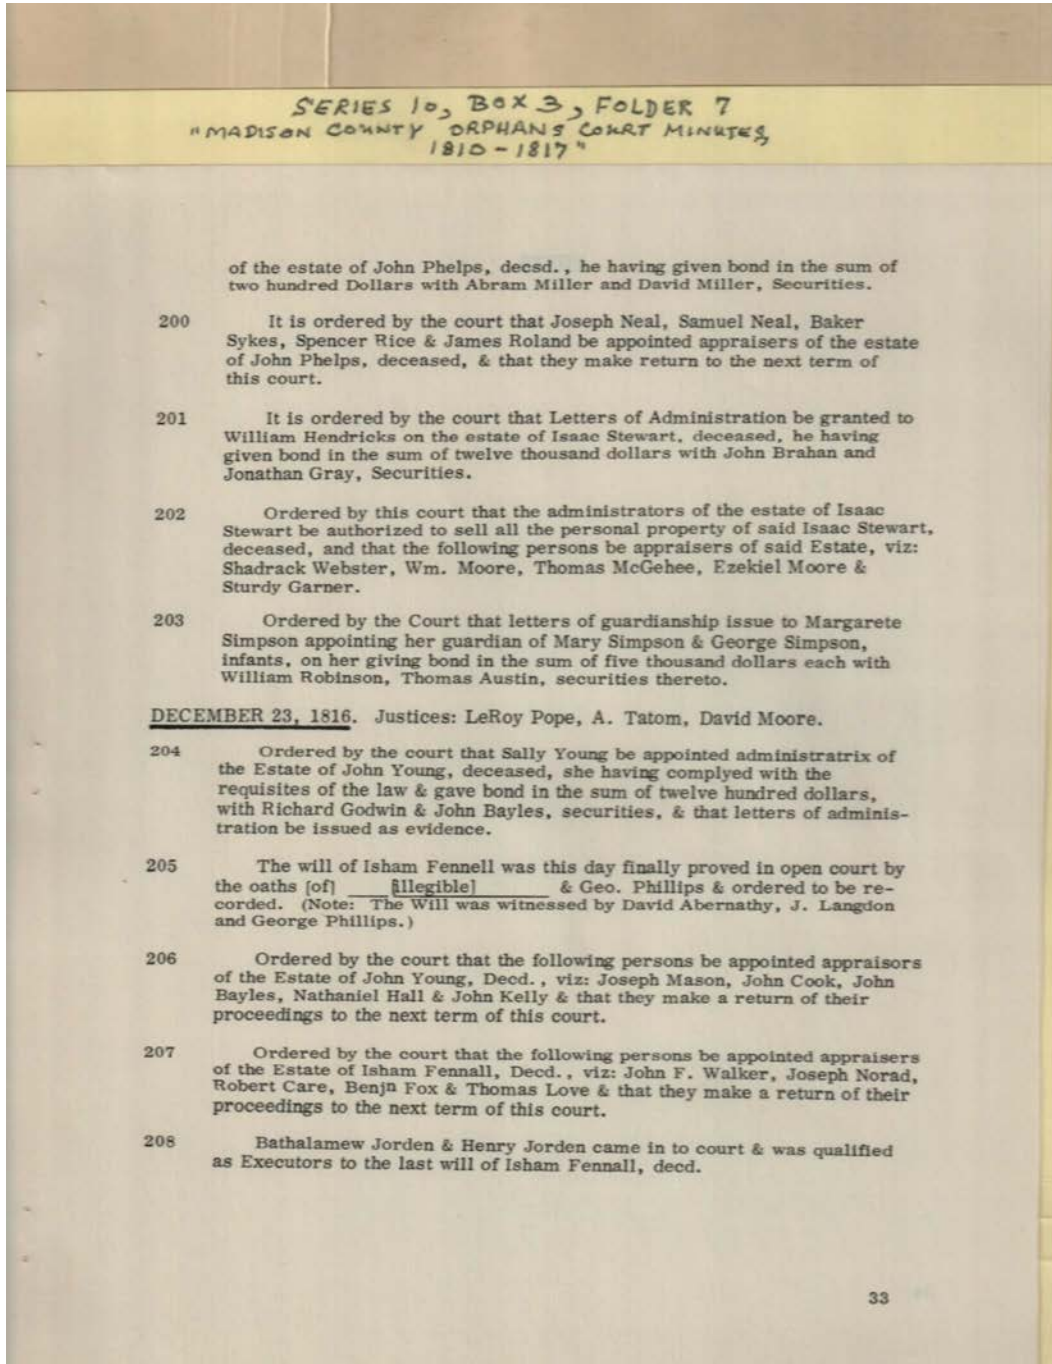 SERIES 10, BOX 3, FOLDER 7
"MADISON COUNTY ORPHANS COURT MINUTES,
1810-1817"
of the estate of John Phelps, decsd., he having given bond in the sum of
two hundred Dollars with Abram Miller and David Miller, Securities.
200 It is ordered by the court that Joseph Neal, Samuel Neal, Baker
Sykes, Spencer Rice & James Roland be appointed appraisers of the estate
of John Phelps, deceased, & that they make return to the next term of
this court.
201 It is ordered by the court that Letters of Administration be granted to
William Hendricks on the estate of Isaac Stewart, deceased, he having
given bond in the sum of twelve thousand dollars with John Brahan and
Jonathan Gray, Securities.
202 Ordered by this court that the administrators of the estate of Isaac
Stewart be authorized to sell all the personal property of said Isaac Stewart,
deceased, and that the following persons be appraisers of said Estate, viz:
Shadrack Webster, Wm. Moore, Thomas McGehee, Ezekiel Moore &
Sturdy Garner.
203 Ordered by the Court that letters of guardianship issue to Margarete
Simpson appointing her guardian of Mary Simpson & George Simpson,
infants, on her giving bond in the sum of five thousand dollars each with
William Robinson, Thomas Austin, securities thereto.
DECEMBER 23, 1816. Justices: LeRoy Pope, A. Tatom, David Moore.
204 Ordered by the court that Sally Young be appointed administratrix of
the Estate of John Young, deceased, she having complyed with the
requisites of the law & gave bond in the sum of twelve hundred dollars,
with Richard Godwin & John Bayles, securities, & that letters of adminis-
tration be issued as evidence.
205 The will of Isham Fennell was this day finally proved in open court by
the oaths [of] ____[illegible]______ & Geo. Phillips & ordered to be re-
corded. (Note: The Will was witnessed by David Abernathy, J. Langdon
and George Phillips.)
206 Ordered by the court that the following persons be appointed appraisors
of the Estate of John Young, Decd., viz: Joseph Mason, John Cook, John
Bayles, Nathaniel Hall & John Kelly & that they make a return of their
proceedings to the next term of this court.
207 Ordered by the court that the following persons be appointed appraisers
of the Estate of Isham Fennall, Decd., viz: John F. Walker, Joseph Norad,
Robert Care, Benjn Fox & Thomas Love & that they make a return of their
proceedings to the next term of this court.
208 Bathalamew Jorden & Henry Jorden came in to court & was qualified
as Executors to the last will of Isham Fennall, decd.
33